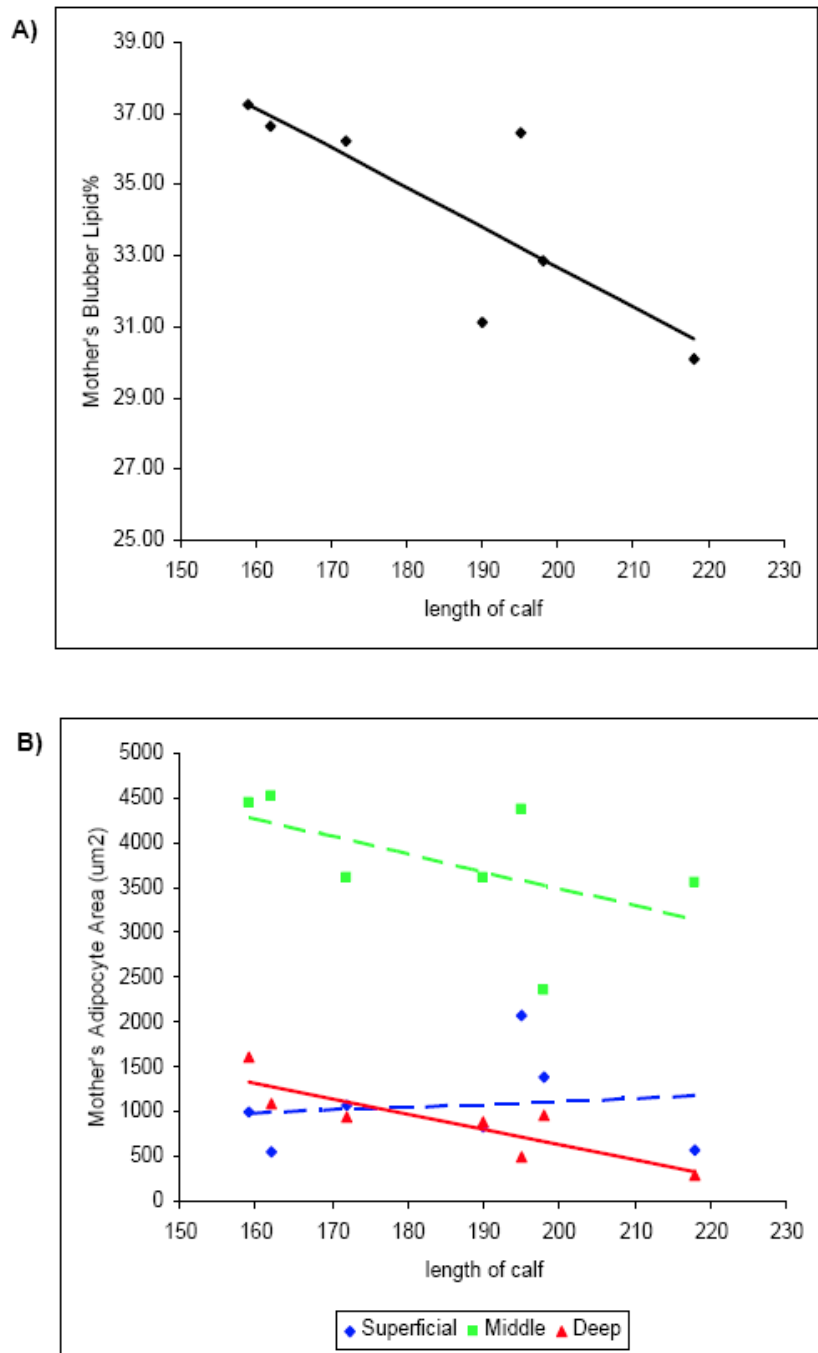 A)
39.00
37.00
35.00
33.00
31.00
29.00
27.00
25.00
Mother's Blubber Lipid%
150 160 170 180 190 200 210 220 230
length of calf
B)
5000
4500
4000
3500
3000
2500
2000
1500
1000
500
0
Mother's Adipocyte Area (um2)
150 160 170 180 190 200 210 220 230
length of calf
Superficial Middle Deep